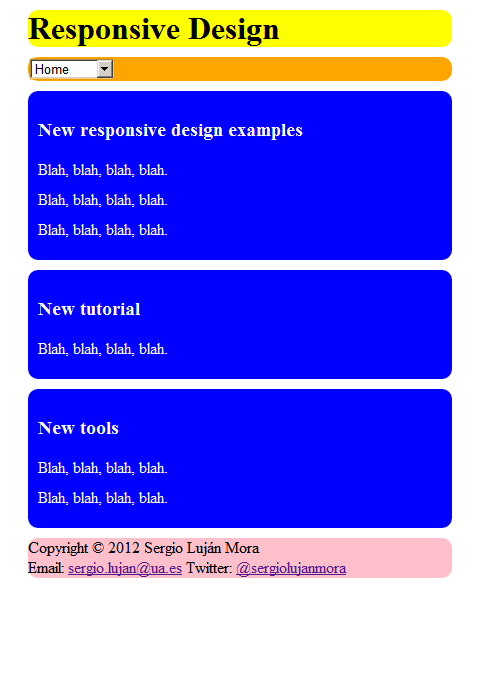 Responsive Design
Home
New responsive design examples
Blah, blah, blah, blah.
Blah, blah, blah, blah.
Blah, blah, blah, blah.
New tutorial
Blah, blah, blah, blah.
New tools
Blah, blah, blah, blah.
Blah, blah, blah, blah.
Copyright © 2012 Sergio Luján Mora
Email: sergio.lujan@ua.es Twitter: @sergiolujanmora